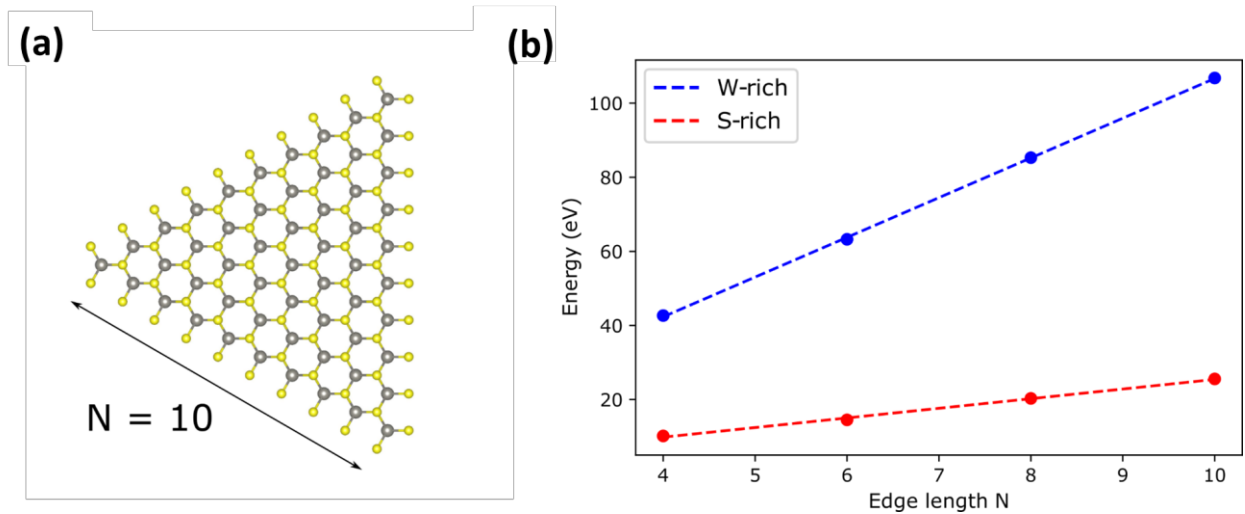 (a)
N = 10
(b)
W-rich
S-rich
Energy (eV)
100
80
60
40
20
4 5 6 7 8 9 10
Edge length N